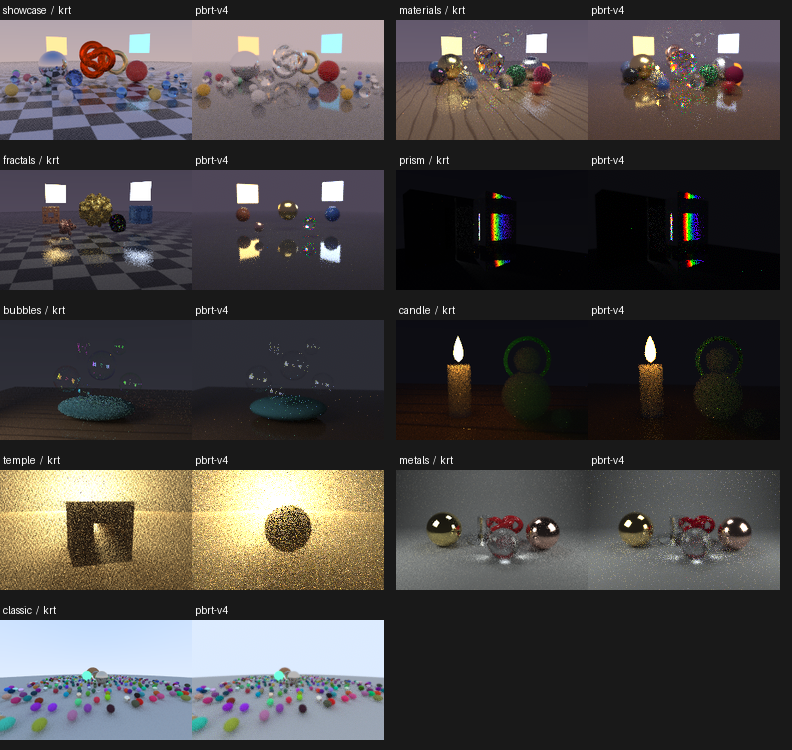 showcase / krt
pbrt-v4
materials / krt
pbrt-v4
fractals / krt
pbrt-v4
prism / krt
pbrt-v4
bubbles / krt
pbrt-v4
candle / krt
pbrt-v4
temple / krt
pbrt-v4
metals / krt
pbrt-v4
classic / krt
pbrt-v4